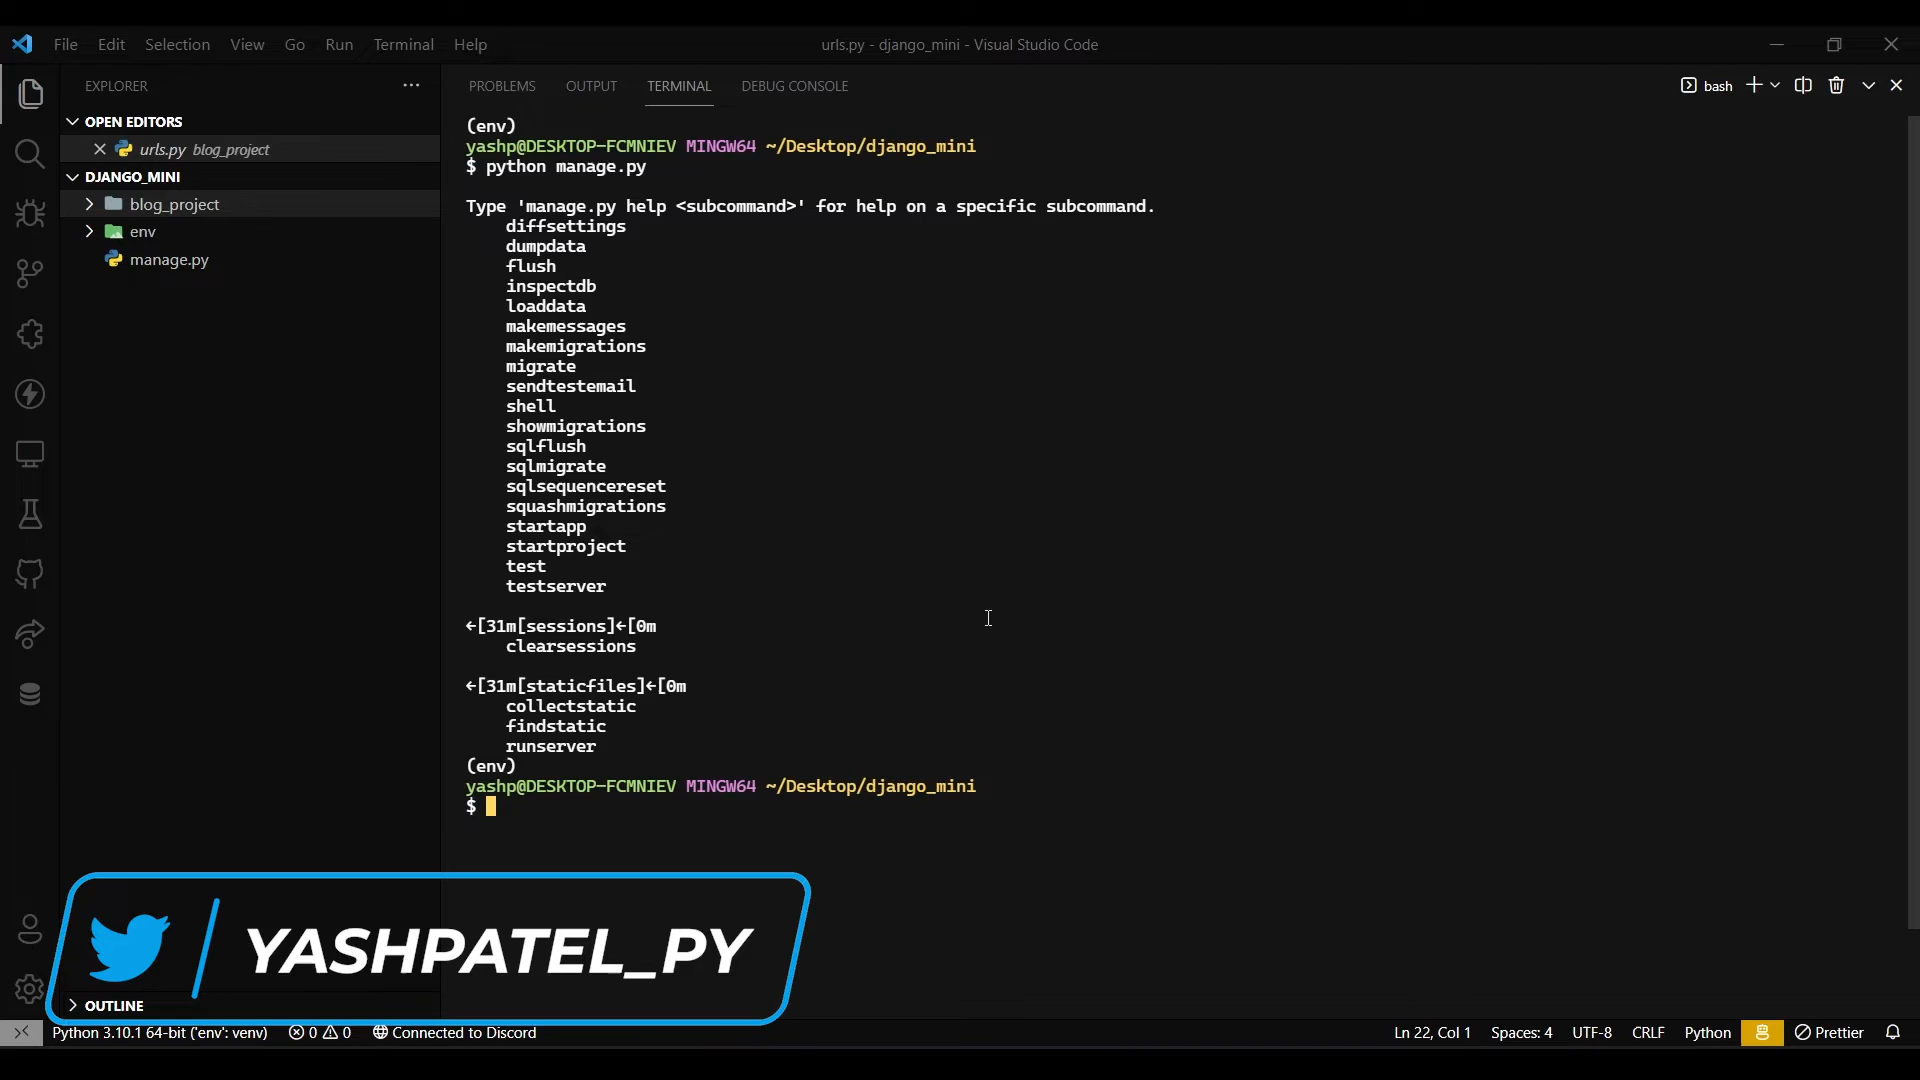 File Edit Selection View Go Run Terminal Help
urls.py - django_mini - Visual Studio Code
EXPLORER
OPEN EDITORS
urls.py blog_project
DJANGO_MINI
blog_project
env
manage.py
OUTLINE
PROBLEMS OUTPUT TERMINAL DEBUG CONSOLE
bash
(env)
yashp@DESKTOP-FCMNIEV MINGW64 ~/Desktop/django_mini
$ python manage.py
Type 'manage.py help <subcommand>' for help on a specific subcommand.
diffsettings
dumpdata
flush
inspectdb
loaddata
makemessages
makemigrations
migrate
sendtestemail
shell
showmigrations
sqlflush
sqlmigrate
sqlsequencereset
squashmigrations
startapp
startproject
test
testserver
←[31m[sessions]←[0m
clearsessions
←[31m[staticfiles]←[0m
collectstatic
findstatic
runserver
(env)
yashp@DESKTOP-FCMNIEV MINGW64 ~/Desktop/django_mini
$
YASHPATEL_PY
Python 3.10.1 64-bit ('env': venv) 0 0 Connected to Discord
Ln 22, Col 1 Spaces: 4 UTF-8 CRLF Python Prettier